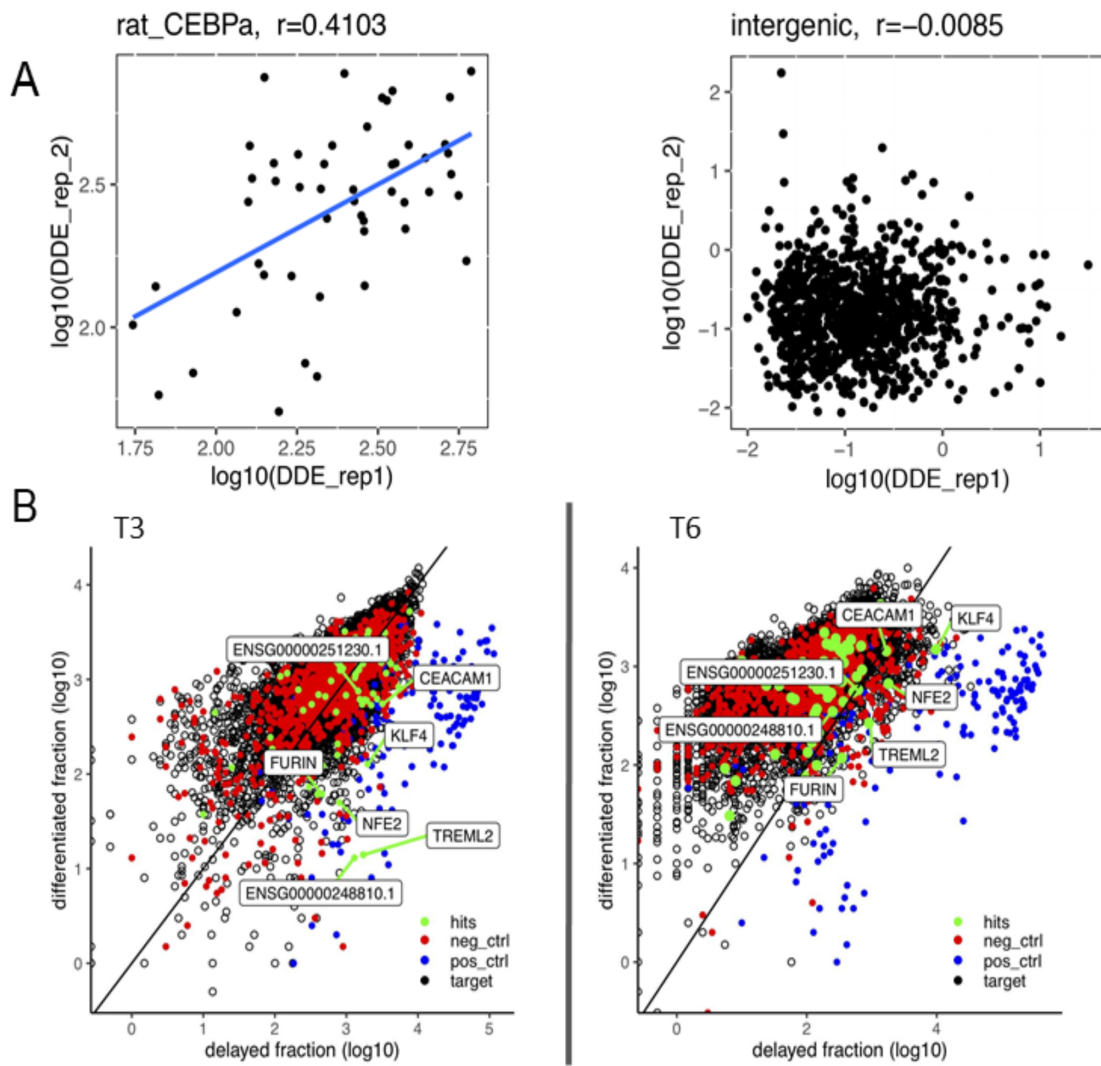 rat_CEBPa, r=0.4103
intergenic, r=−0.0085
A
log10(DDE_rep_2)
2.5
2.0
1.75
2.00
2.25
2.50
2.75
log10(DDE_rep1)
log10(DDE_rep_2)
2
1
0
−1
−2
−2
−1
0
1
log10(DDE_rep1)
B
T3
differentiated fraction (log10)
4
3
2
1
0
ENSG00000251230.1
CEACAM1
KLF4
FURIN
NFE2
TREML2
ENSG00000248810.1
hits
neg_ctrl
pos_ctrl
target
0
1
2
3
4
5
delayed fraction (log10)
T6
differentiated fraction (log10)
4
3
2
1
0
CEACAM1
KLF4
ENSG00000251230.1
NFE2
ENSG00000248810.1
TREML2
FURIN
hits
neg_ctrl
pos_ctrl
target
0
2
4
delayed fraction (log10)